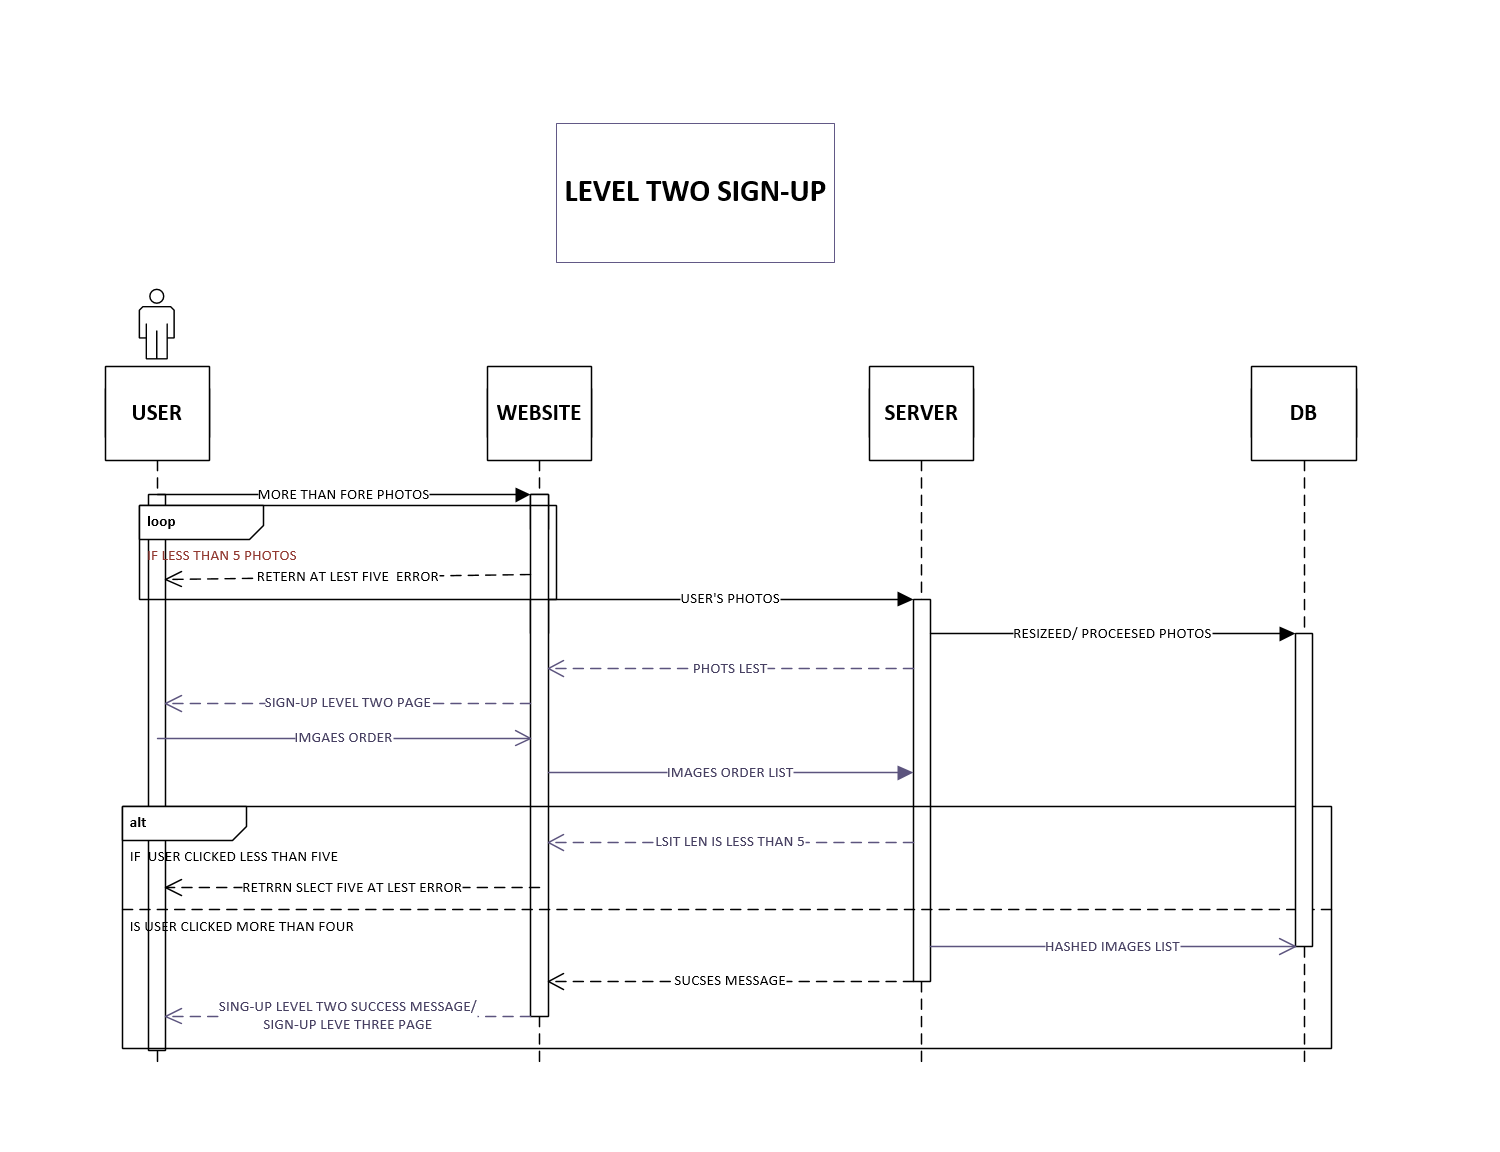 LEVEL TWO SIGN-UP
USER
WEBSITE
SERVER
DB
MORE THAN FORE PHOTOS
loop
IF LESS THAN 5 PHOTOS
RETERN AT LEST FIVE  ERROR
USER'S PHOTOS
RESIZEED/ PROCEESED PHOTOS
PHOTS LEST
SIGN-UP LEVEL TWO PAGE
IMGAES ORDER
IMAGES ORDER LIST
alt
LSIT LEN IS LESS THAN 5
IF  USER CLICKED LESS THAN FIVE
RETRRN SLECT FIVE AT LEST ERROR
IS USER CLICKED MORE THAN FOUR
HASHED IMAGES LIST
SUCSES MESSAGE
SING-UP LEVEL TWO SUCCESS MESSAGE/
SIGN-UP LEVE THREE PAGE